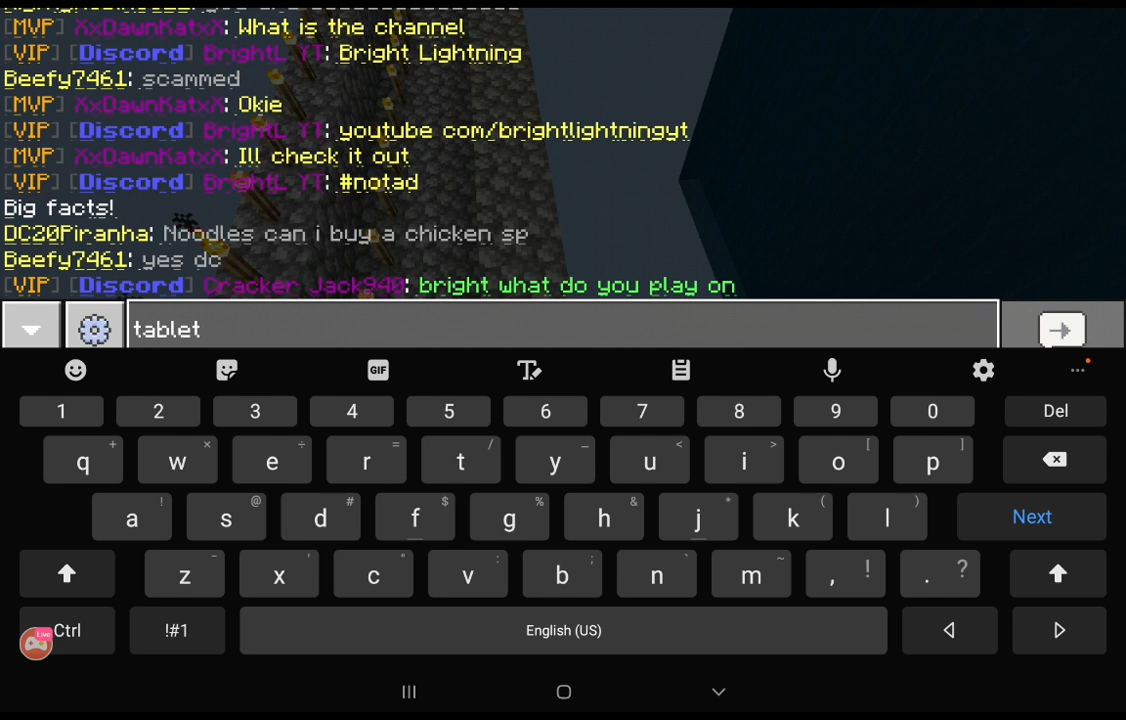 [MVP] XxDawnKatxX: What is the channel
[VIP] [Discord] BrightL YT: Bright Lightning
Beefy7461: scammed
[MVP] XxDawnKatxX: Okie
[VIP] [Discord] BrightL YT: youtube com/brightlightningyt
[MVP] XxDawnKatxX: Ill check it out
[VIP] [Discord] BrightL YT: #notad
Big facts!
DC20Piranha: Noodles can i buy a chicken sp
Beefy7461: yes dc
[VIP] [Discord] Cracker Jack940: bright what do you play on
tablet
GIF
1 2 3 4 5 6 7 8 9 0 Del
+ × ÷ = / _ < > [ ]
q w e r t y u i o p
! @ # $ % & * ( )
a s d f g h j k l Next
- ' " : ; ` ~
z x c v b n m , ! . ?
Live
Ctrl !#1 English (US)